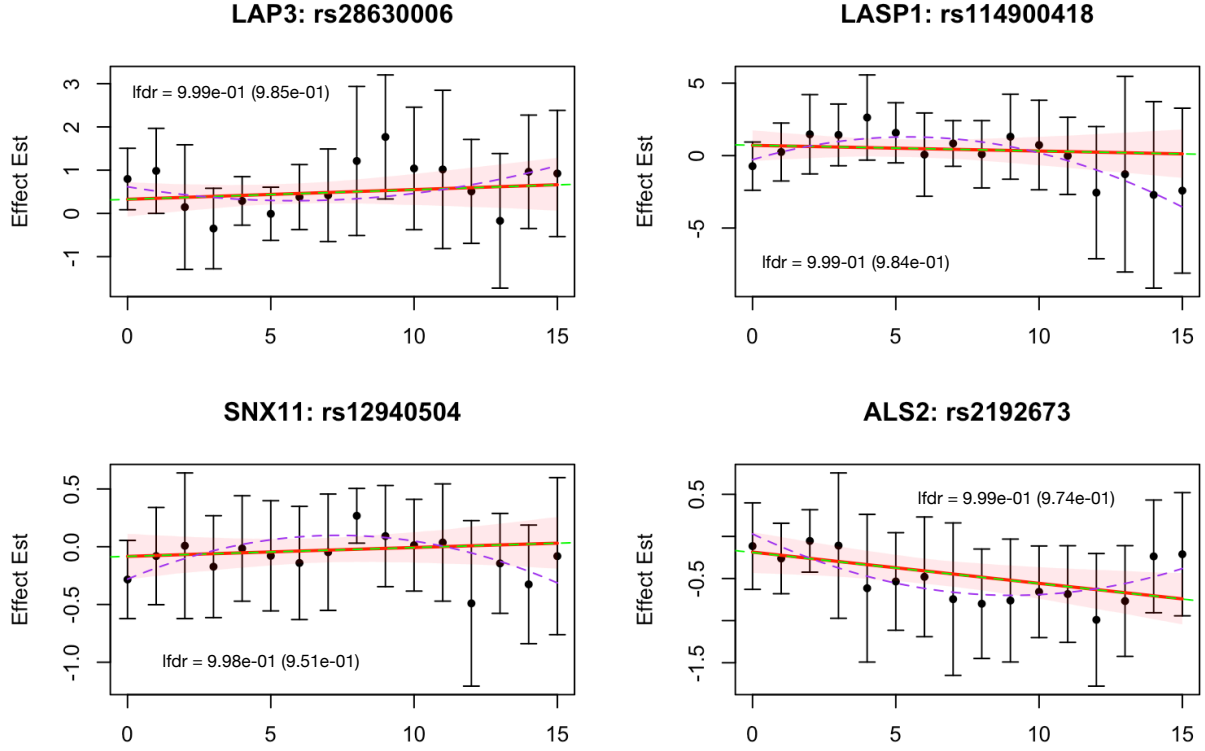 LAP3: rs28630006
Effect Est
3
2
1
0
-1
lfdr = 9.99e-01 (9.85e-01)
0 5 10 15
LASP1: rs114900418
Effect Est
5
0
-5
lfdr = 9.99-01 (9.84e-01)
0 5 10 15
SNX11: rs12940504
Effect Est
0.5
0.0
-0.5
-1.0
lfdr = 9.98e-01 (9.51e-01)
0 5 10 15
ALS2: rs2192673
Effect Est
0.5
-0.5
-1.5
lfdr = 9.99e-01 (9.74e-01)
0 5 10 15